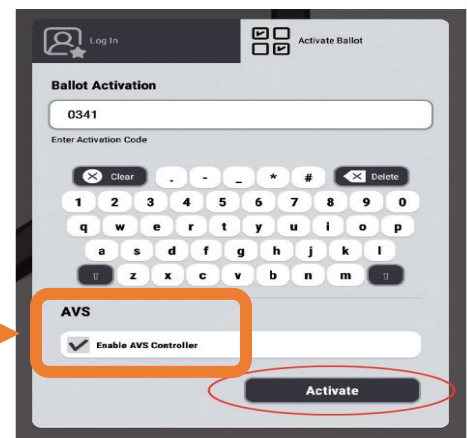 Log In Activate Ballot
Ballot Activation
0341
Enter Activation Code
Clear . - _ * # Delete
1 2 3 4 5 6 7 8 9 0
q w e r t y u i o p
a s d f g h j k l
⇧ z x c v b n m ⇧
AVS
Enable AVS Controller
Activate